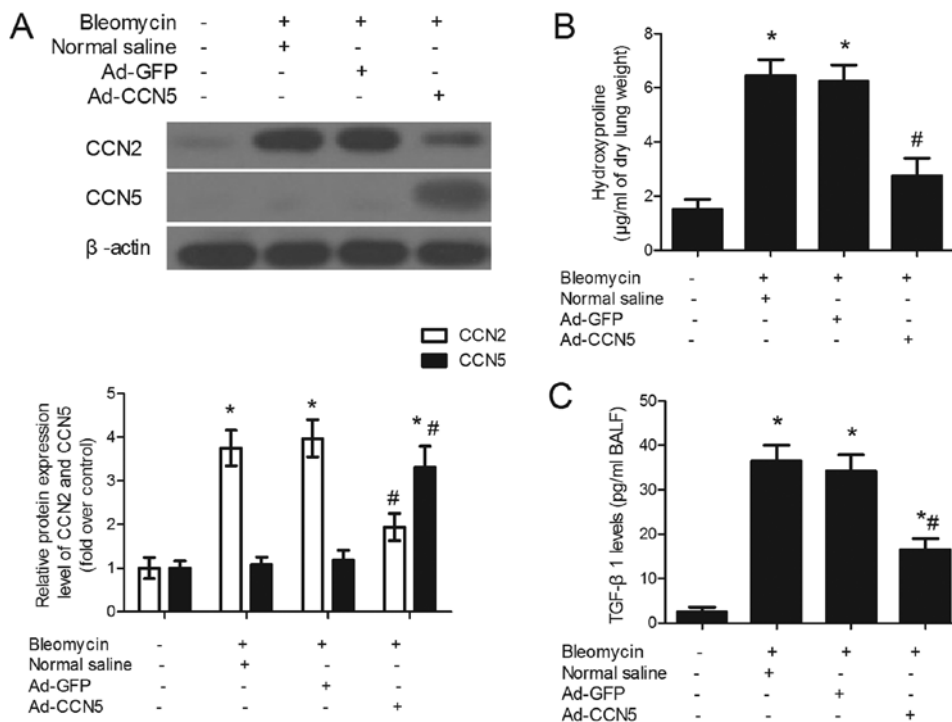 A
Bleomycin - + + +
Normal saline - + - -
Ad-GFP - - + -
Ad-CCN5 - - - +
CCN2
CCN5
β -actin
CCN2
CCN5
Relative protein expression
level of CCN2 and CCN5
(fold over control)
5
4
3
2
1
0
* * # * #
Bleomycin - + + +
Normal saline - + - -
Ad-GFP - - + -
Ad-CCN5 - - - +
B
Hydroxyproline
(μg/ml of dry lung weight)
8
6
4
2
0
* * #
Bleomycin - + + +
Normal saline - + - -
Ad-GFP - - + -
Ad-CCN5 - - - +
C
TGF-β 1 levels (pg/ml BALF)
50
40
30
20
10
0
* * *#
Bleomycin - + + +
Normal saline - + - -
Ad-GFP - - + -
Ad-CCN5 - - - +